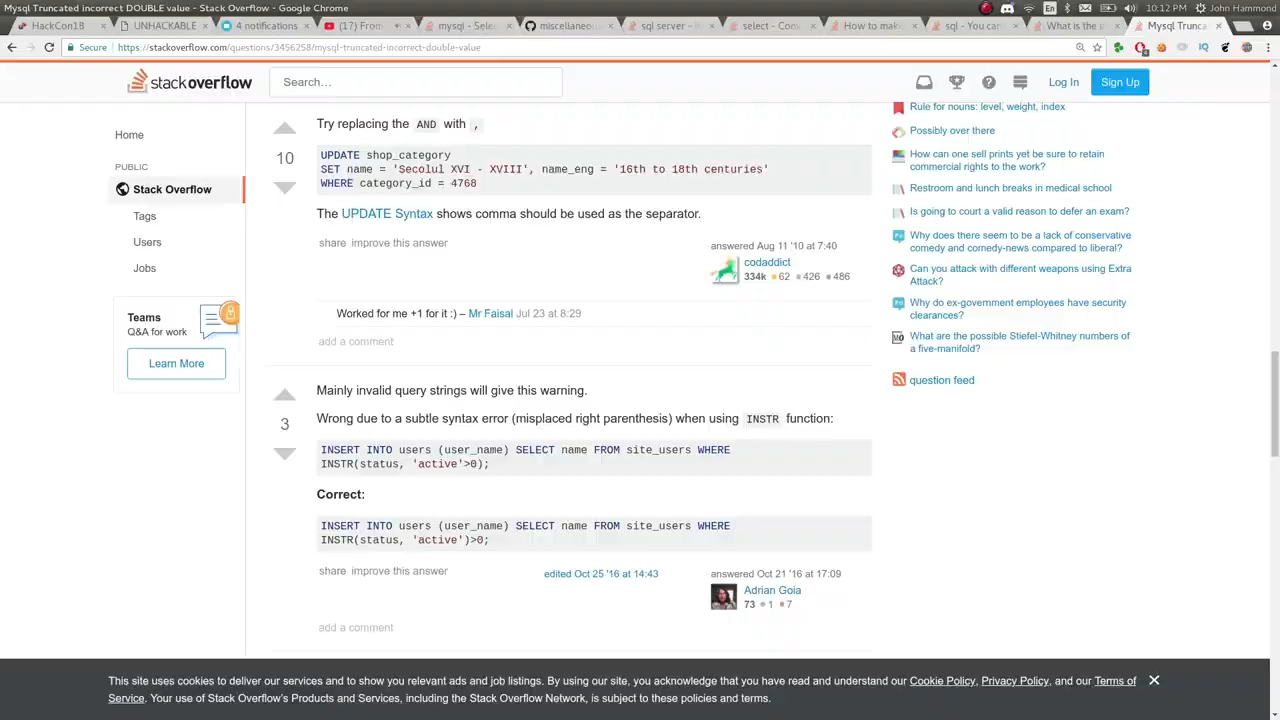 Mysql Truncated incorrect DOUBLE value - Stack Overflow - Google Chrome
En
10:12 PM
John Hammond
HackCon1B
UNHACKABLE
4 notifications
(17) From
mysql - Sele
miscellaneou
sql server -
select - Con
How to mak
sql - You can
What is the
Mysql Trunca
Secure
https://stackoverflow.com/questions/3456258/mysql-truncated-incorrect-double-value
stackoverflow
Search…
Log In
Sign Up
Home
PUBLIC
Stack Overflow
Tags
Users
Jobs
Teams
Q&A for work
Learn More
Try replacing the AND with ,
10
UPDATE shop_category
SET name = 'Secolul XVI - XVIII', name_eng = '16th to 18th centuries'
WHERE category_id = 4768
The UPDATE Syntax shows comma should be used as the separator.
share improve this answer
answered Aug 11 '10 at 7:40
codaddict
334k 62 426 486
Worked for me +1 for it :) – Mr Faisal Jul 23 at 8:29
add a comment
Mainly invalid query strings will give this warning.
3
Wrong due to a subtle syntax error (misplaced right parenthesis) when using INSTR function:
INSERT INTO users (user_name) SELECT name FROM site_users WHERE
INSTR(status, 'active'>0);
Correct:
INSERT INTO users (user_name) SELECT name FROM site_users WHERE
INSTR(status, 'active')>0;
share improve this answer
edited Oct 25 '16 at 14:43
answered Oct 21 '16 at 17:09
Adrian Goia
73 1 7
add a comment
Rule for nouns: level, weight, index
Possibly over there
How can one sell prints yet be sure to retain
commercial rights to the work?
Restroom and lunch breaks in medical school
Is going to court a valid reason to defer an exam?
Why does there seem to be a lack of conservative
comedy and comedy-news compared to liberal?
Can you attack with different weapons using Extra
Attack?
Why do ex-government employees have security
clearances?
What are the possible Stiefel-Whitney numbers of
a five-manifold?
question feed
This site uses cookies to deliver our services and to show you relevant ads and job listings. By using our site, you acknowledge that you have read and understand our Cookie Policy, Privacy Policy, and our Terms of
Service. Your use of Stack Overflow's Products and Services, including the Stack Overflow Network, is subject to these policies and terms.